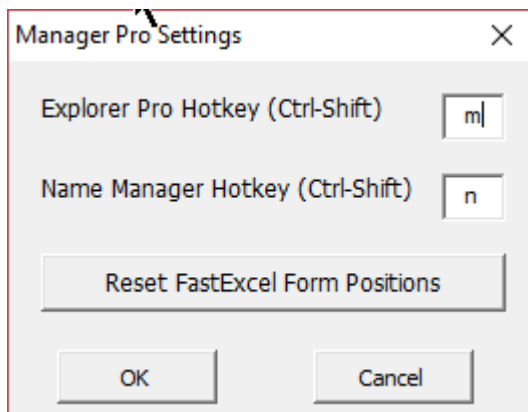 Manager Pro Settings
Explorer Pro Hotkey (Ctrl-Shift) m
Name Manager Hotkey (Ctrl-Shift) n
Reset FastExcel Form Positions
OK Cancel